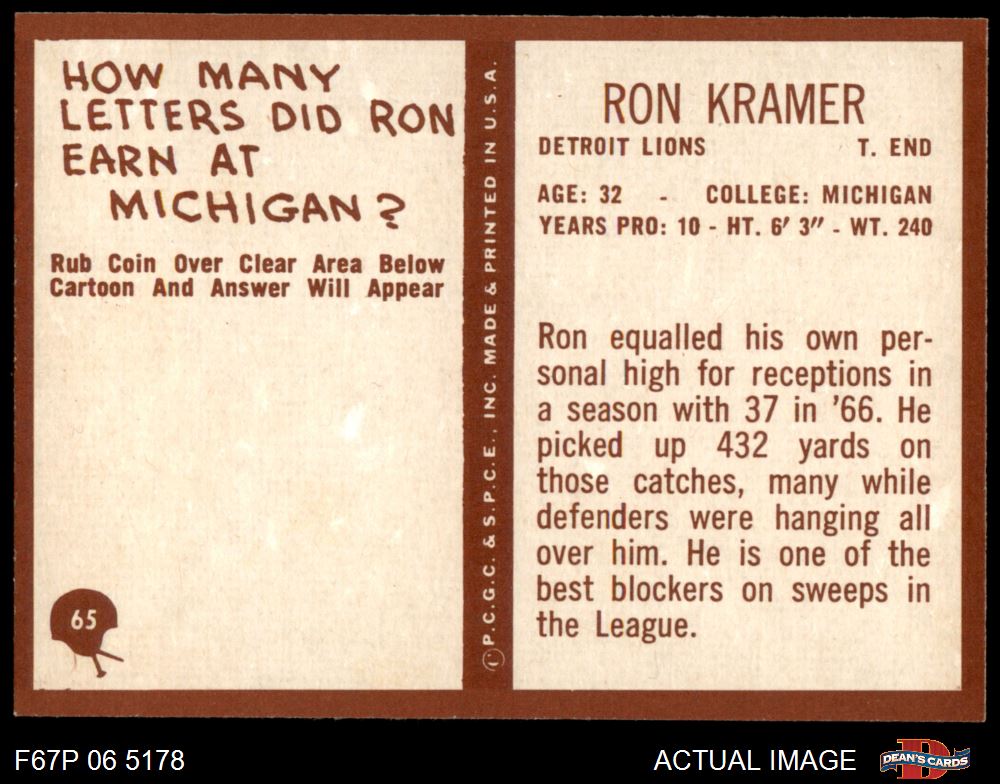 HOW MANY
LETTERS DID RON
EARN AT
MICHIGAN?
Rub Coin Over Clear Area Below
Cartoon And Answer Will Appear
65
©P.C.G.C. & S.P.C.E., INC. MADE & PRINTED IN U.S.A.
RON KRAMER
DETROIT LIONS T. END
AGE: 32 - COLLEGE: MICHIGAN
YEARS PRO: 10 - HT. 6' 3" - WT. 240
Ron equalled his own per-
sonal high for receptions in
a season with 37 in '66. He
picked up 432 yards on
those catches, many while
defenders were hanging all
over him. He is one of the
best blockers on sweeps in
the League.
F67P 06 5178
ACTUAL IMAGE
D
DEAN'S CARDS